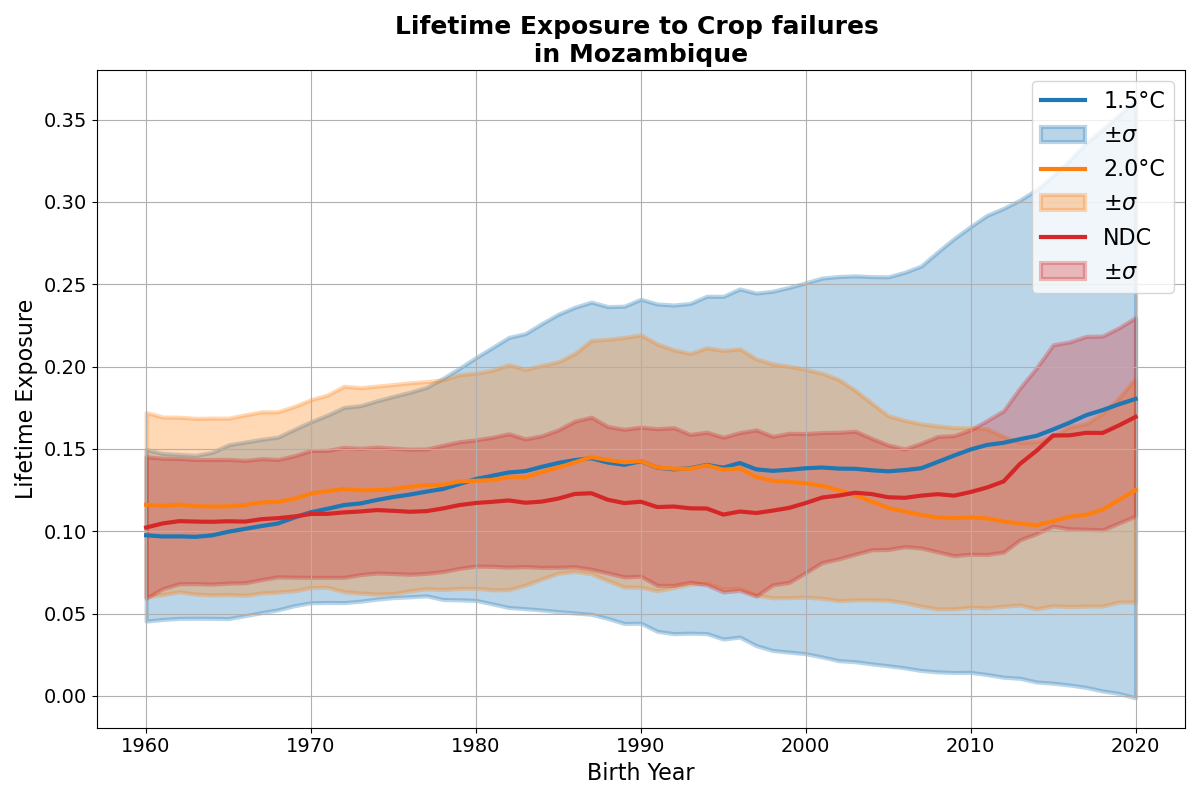 Lifetime Exposure to Crop failures
in Mozambique
Lifetime Exposure
0.35
0.30
0.25
0.20
0.15
0.10
0.05
0.00
1.5°C
±σ
2.0°C
±σ
NDC
±σ
1960 1970 1980 1990 2000 2010 2020
Birth Year